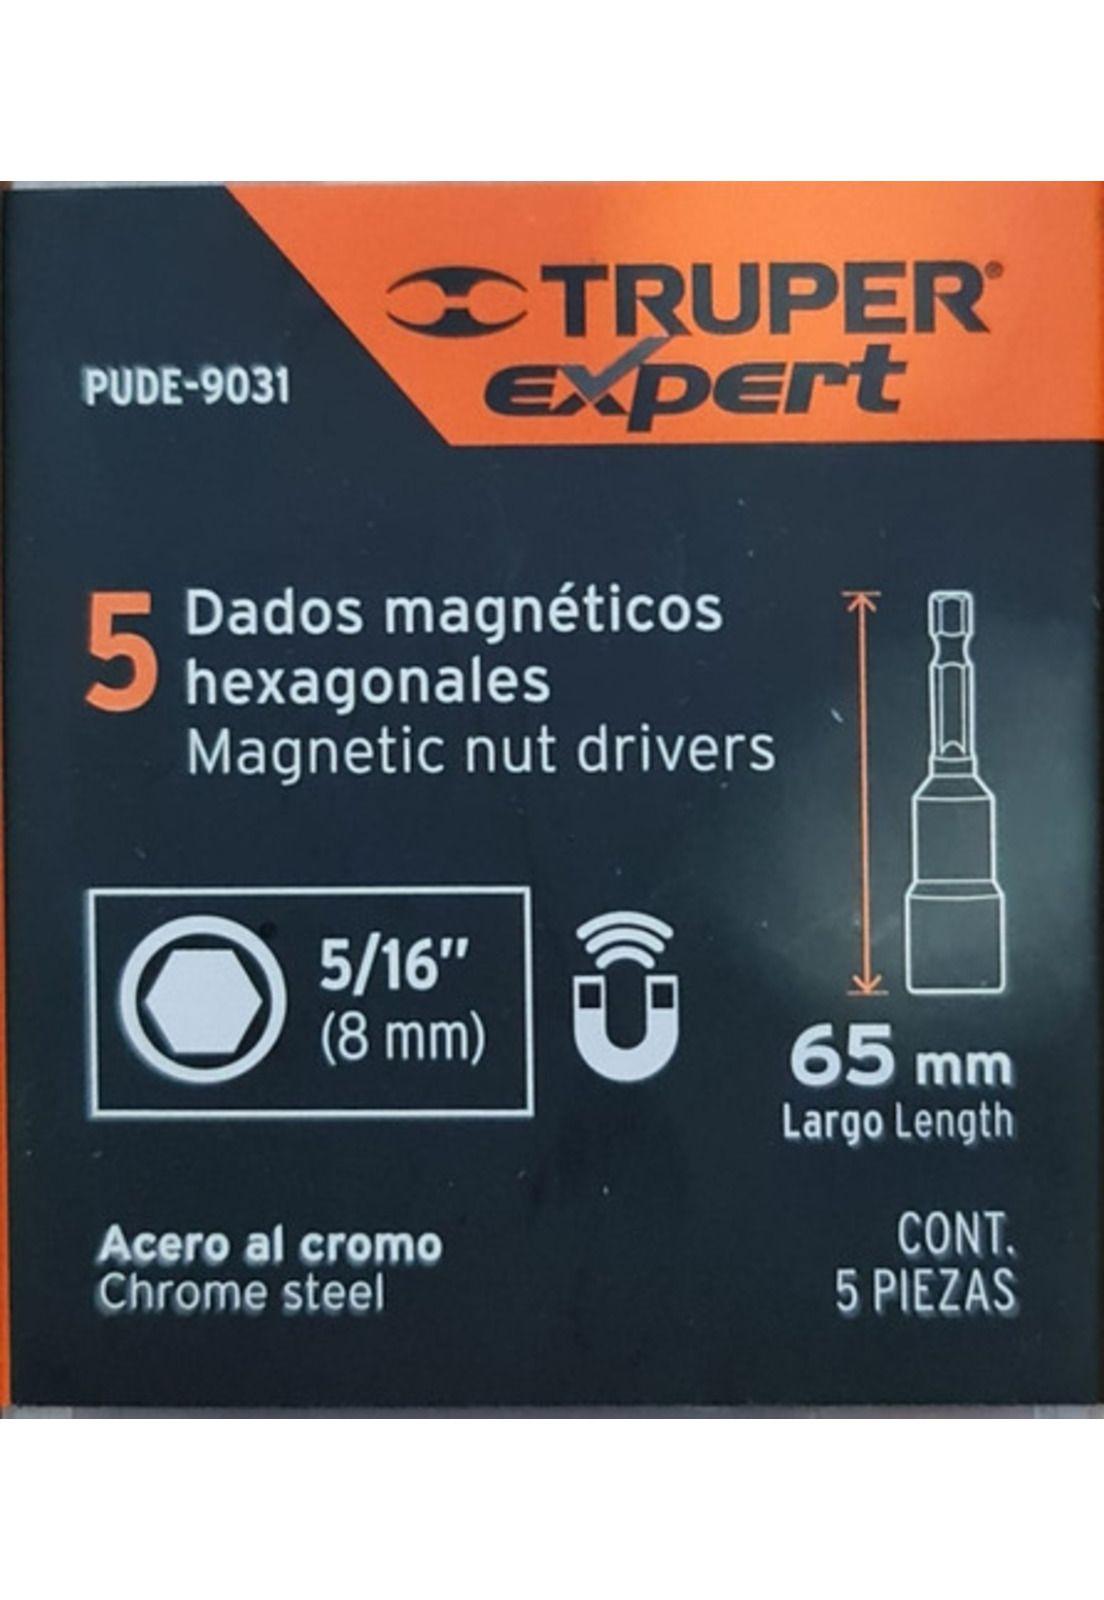 TRUPER®
expert
PUDE-9031
5 Dados magnéticos
hexagonales
Magnetic nut drivers
5/16"
(8 mm)
65 mm
Largo Length
Acero al cromo
Chrome steel
CONT.
5 PIEZAS